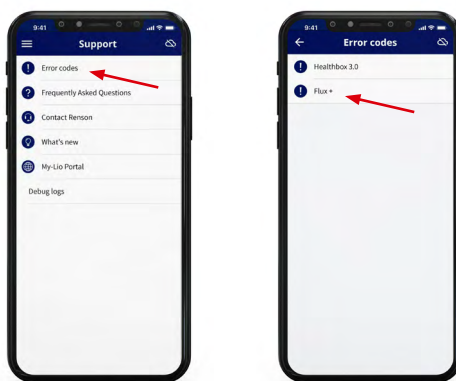 9:41
Support
Error codes
Frequently Asked Questions
Contact Renson
What's new
My-Lio Portal
Debug logs
9:41
Error codes
Healthbox 3.0
Flux +